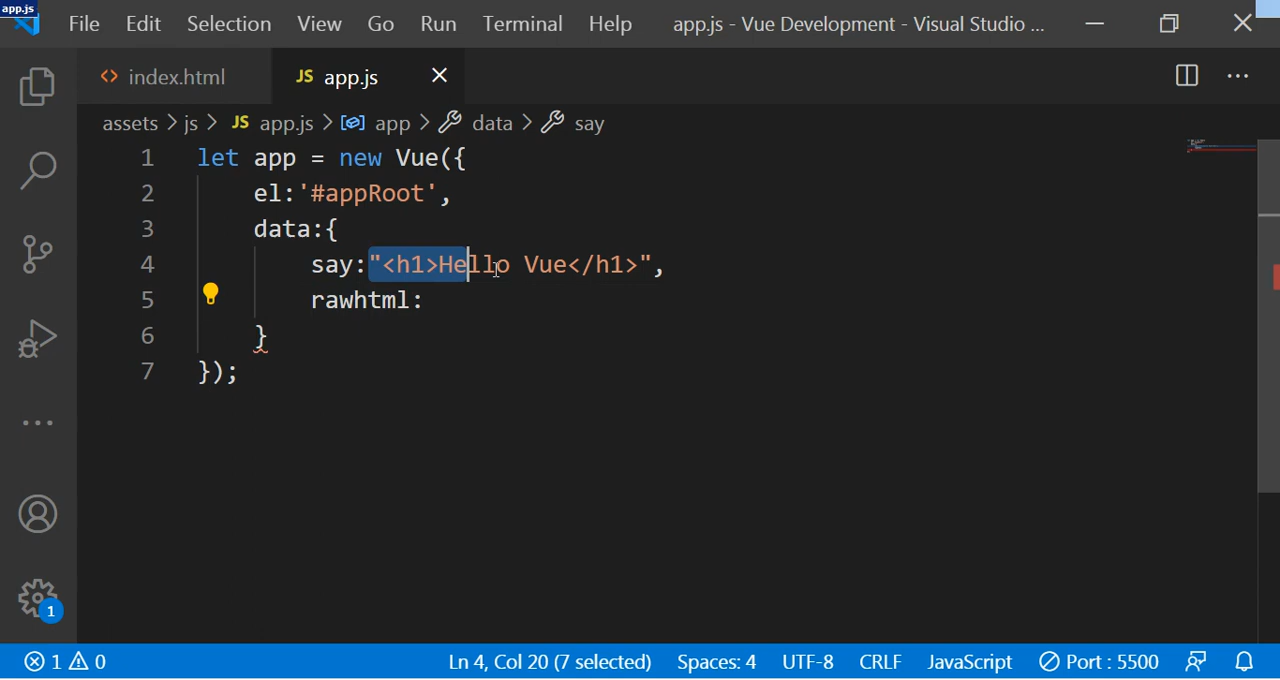 app.js
File Edit Selection View Go Run Terminal Help app.js - Vue Development - Visual Studio ...
index.html JS app.js
assets > js > JS app.js > app > data > say
1 let app = new Vue({
2 el:'#appRoot',
3 data:{
4 say:"<h1>Hello Vue</h1>",
5 rawhtml:
6 }
7 });
1
1 0 Ln 4, Col 20 (7 selected) Spaces: 4 UTF-8 CRLF JavaScript Port : 5500